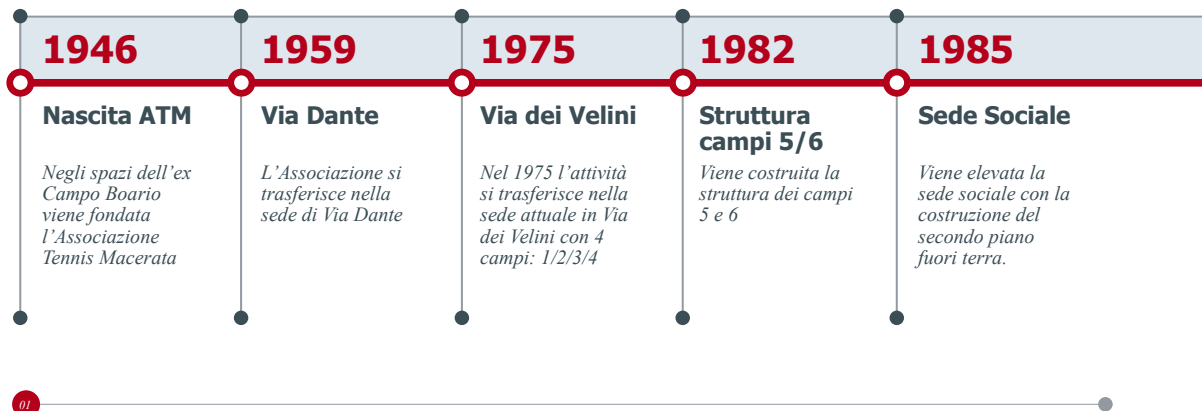 1946
Nascita ATM
Negli spazi dell'ex
Campo Boario
viene fondata
l'Associazione
Tennis Macerata
1959
Via Dante
L'Associazione si
trasferisce nella
sede di Via Dante
1975
Via dei Velini
Nel 1975 l'attività
si trasferisce nella
sede attuale in Via
dei Velini con 4
campi: 1/2/3/4
1982
Struttura
campi 5/6
Viene costruita la
struttura dei campi
5 e 6
1985
Sede Sociale
Viene elevata la
sede sociale con la
costruzione del
secondo piano
fuori terra.
01